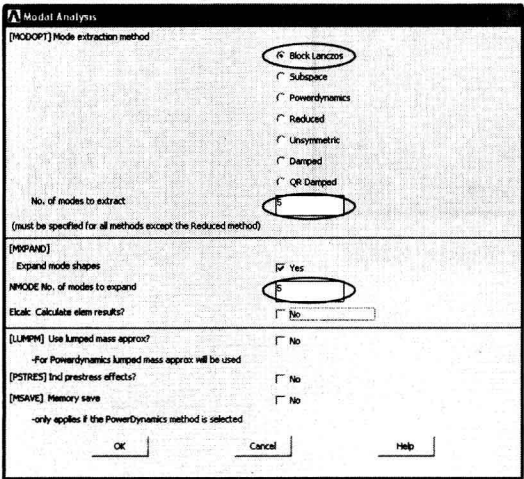 Modal Analysis
[MODOPT] Mode extraction method
Block Lanczos
Subspace
Powerdynamics
Reduced
Unsymmetric
Damped
QR Damped
No. of modes to extract 5
(must be specified for all methods except the Reduced method)
[MXPAND]
Expand mode shapes Yes
NMODE No. of modes to expand 5
Elcalc Calculate elem results? No
[LUMPM] Use lumped mass approx? No
-For Powerdynamics lumped mass approx will be used
[PSTRES] Incl prestress effects? No
[MSAVE] Memory save No
-only applies if the PowerDynamics method is selected
OK Cancel Help